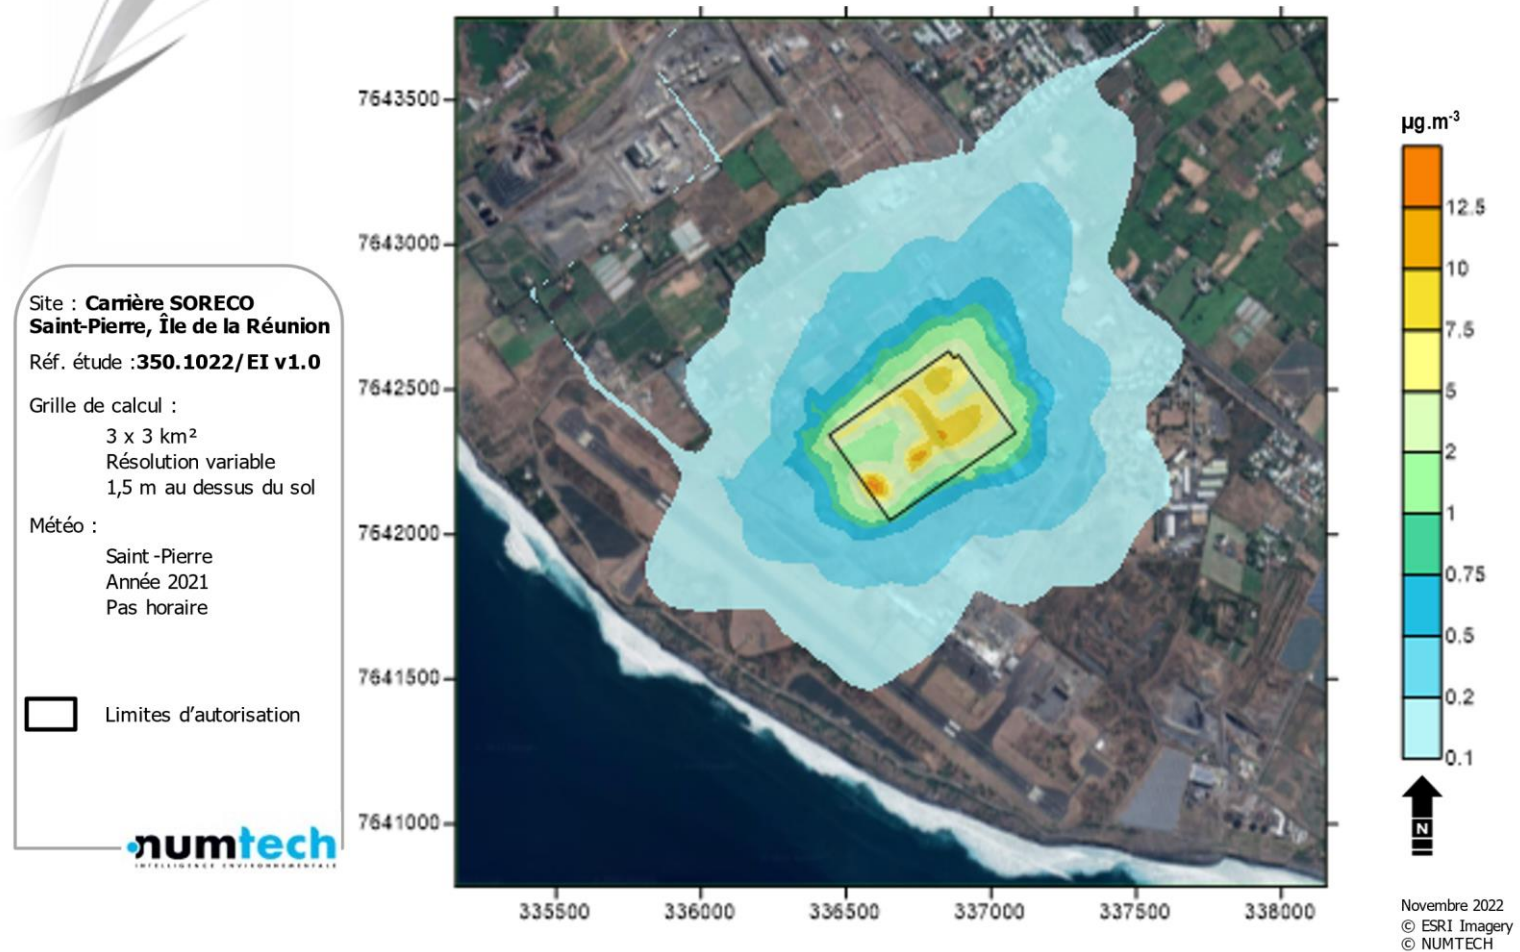 Site : Carrière SORECO
Saint-Pierre, Île de la Réunion
Réf. étude :350.1022/EI v1.0
Grille de calcul :
3 x 3 km²
Résolution variable
1,5 m au dessus du sol
Météo :
Saint-Pierre
Année 2021
Pas horaire
Limites d'autorisation
numtech
INTELLIGENCE ENVIRONNEMENTALE
7643500
7643000
7642500
7642000
7641500
7641000
335500
336000
336500
337000
337500
338000
µg.m-3
12.5
10
7.5
5
2
1
0.75
0.5
0.2
0.1
N
Novembre 2022
© ESRI Imagery
© NUMTECH